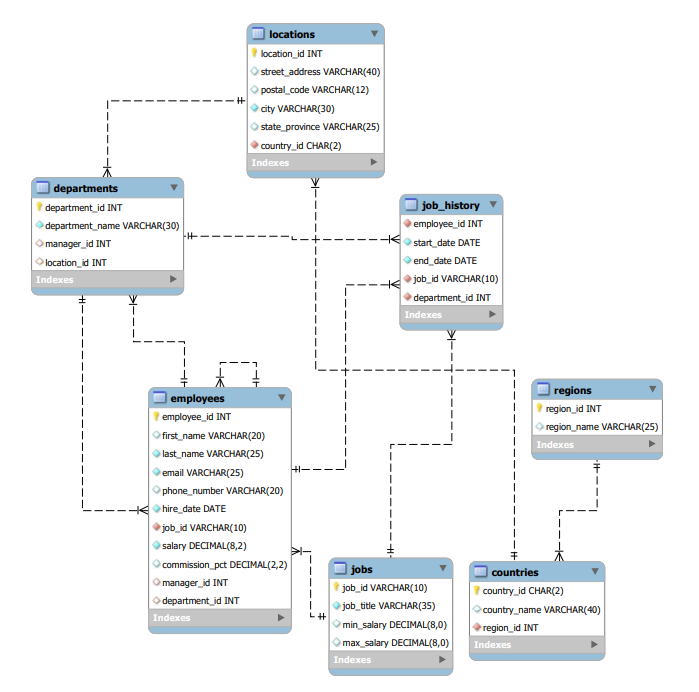 locations
location_id INT
street_address VARCHAR(40)
postal_code VARCHAR(12)
city VARCHAR(30)
state_province VARCHAR(25)
country_id CHAR(2)
Indexes
departments
department_id INT
department_name VARCHAR(30)
manager_id INT
location_id INT
Indexes
job_history
employee_id INT
start_date DATE
end_date DATE
job_id VARCHAR(10)
department_id INT
Indexes
employees
employee_id INT
first_name VARCHAR(20)
last_name VARCHAR(25)
email VARCHAR(25)
phone_number VARCHAR(20)
hire_date DATE
job_id VARCHAR(10)
salary DECIMAL(8,2)
commission_pct DECIMAL(2,2)
manager_id INT
department_id INT
Indexes
regions
region_id INT
region_name VARCHAR(25)
Indexes
jobs
job_id VARCHAR(10)
job_title VARCHAR(35)
min_salary DECIMAL(8,0)
max_salary DECIMAL(8,0)
Indexes
countries
country_id CHAR(2)
country_name VARCHAR(40)
region_id INT
Indexes